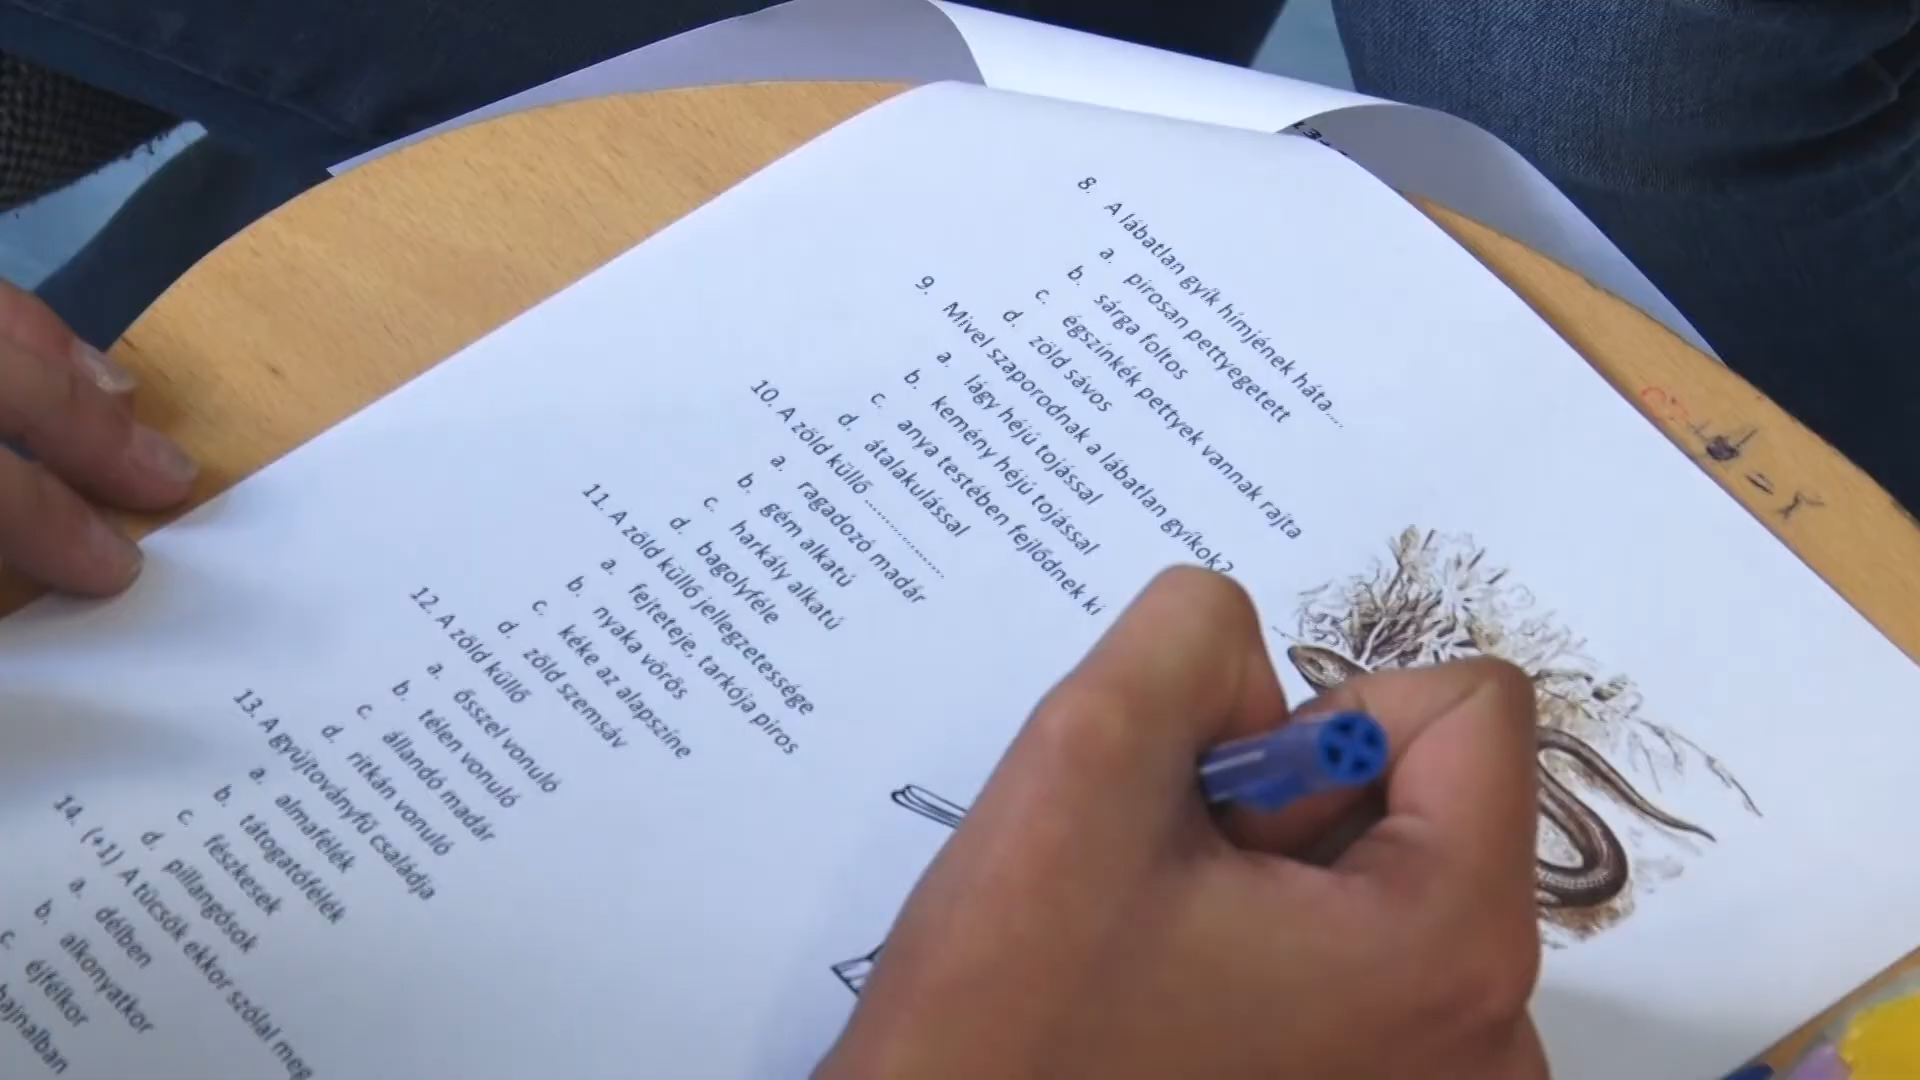 8. A lábatlan gyík hímjének háta....
a. pirosan pettyegetett
b. sárga foltos
c. égszínkék pettyek vannak rajta
d. zöld sávos
9. Mivel szaporodnak a lábatlan gyíkok?
a. lágy héjú tojással
b. kemény héjú tojással
c. anya testében fejlődnek ki
d. átalakulással
10. A zöld küllő ................
a. ragadozó madár
b. gém alkatú
c. harkály alkatú
d. bagolyféle
11. A zöld küllő jellegzetessége
a. fejteteje, tarkója piros
b. nyaka vörös
c. kéke az alapszíne
d. zöld szemsáv
12. A zöld küllő
a. ősszel vonuló
b. télen vonuló
c. állandó madár
d. ritkán vonuló
13. A gyújtoványfű családja
a. almafélék
b. tátogatófélék
c. fészkesek
d. pillangósok
14. (+1) A tücsök ekkor szólal meg
a. délben
b. alkonyatkor
c. éjfélkor
hajnalban